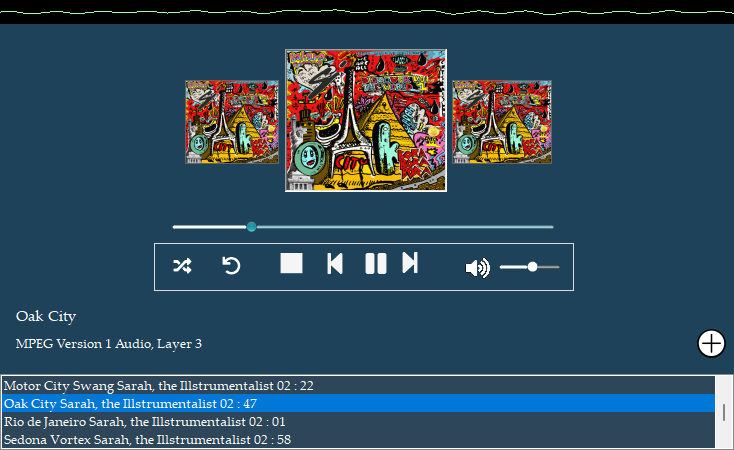 Oak City
MPEG Version 1 Audio, Layer 3
Motor City Swang Sarah, the Illstrumentalist 02 : 22
Oak City Sarah, the Illstrumentalist 02 : 47
Rio de Janeiro Sarah, the Illstrumentalist 02 : 01
Sedona Vortex Sarah, the Illstrumentalist 02 : 58